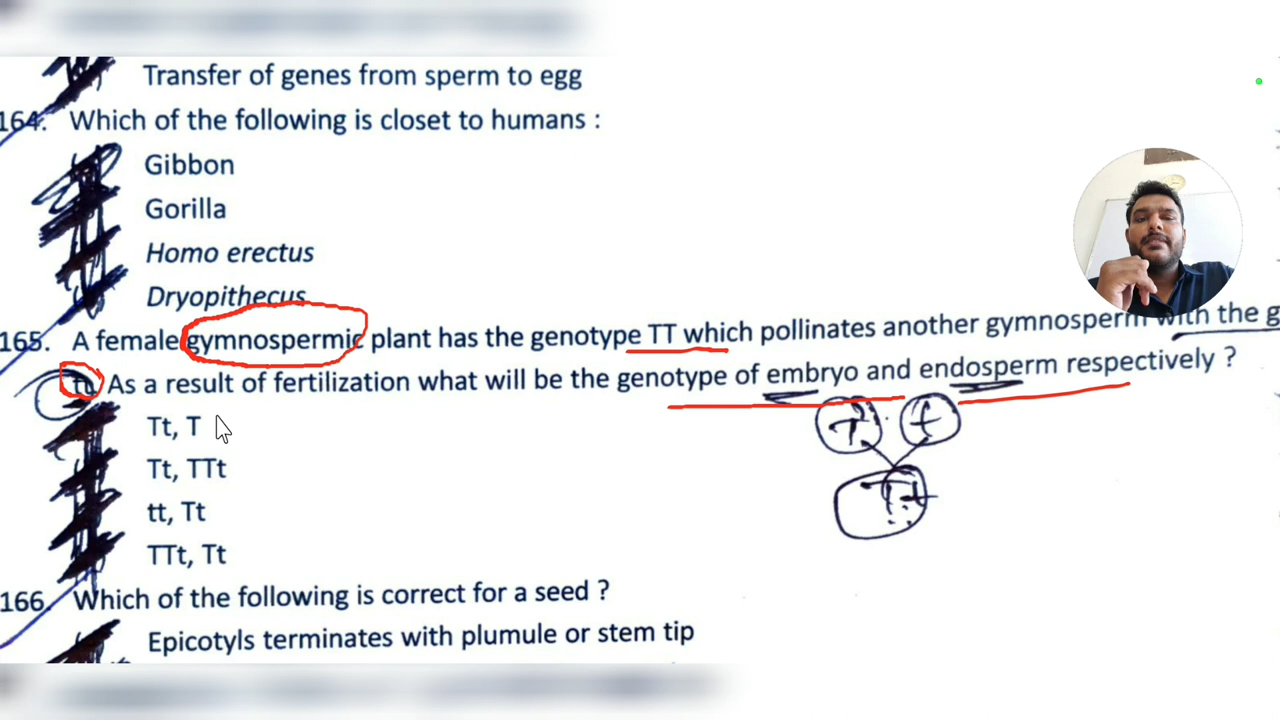 Transfer of genes from sperm to egg
164. Which of the following is closet to humans :
Gibbon
Gorilla
Homo erectus
Dryopithecus
165. A female gymnospermic plant has the genotype TT which pollinates another gymnosperm with the g
As a result of fertilization what will be the genotype of embryo and endosperm respectively ?
T t
Tt, T
Tt, TTt
Tt
tt, Tt
TTt, Tt
166. Which of the following is correct for a seed ?
Epicotyls terminates with plumule or stem tip